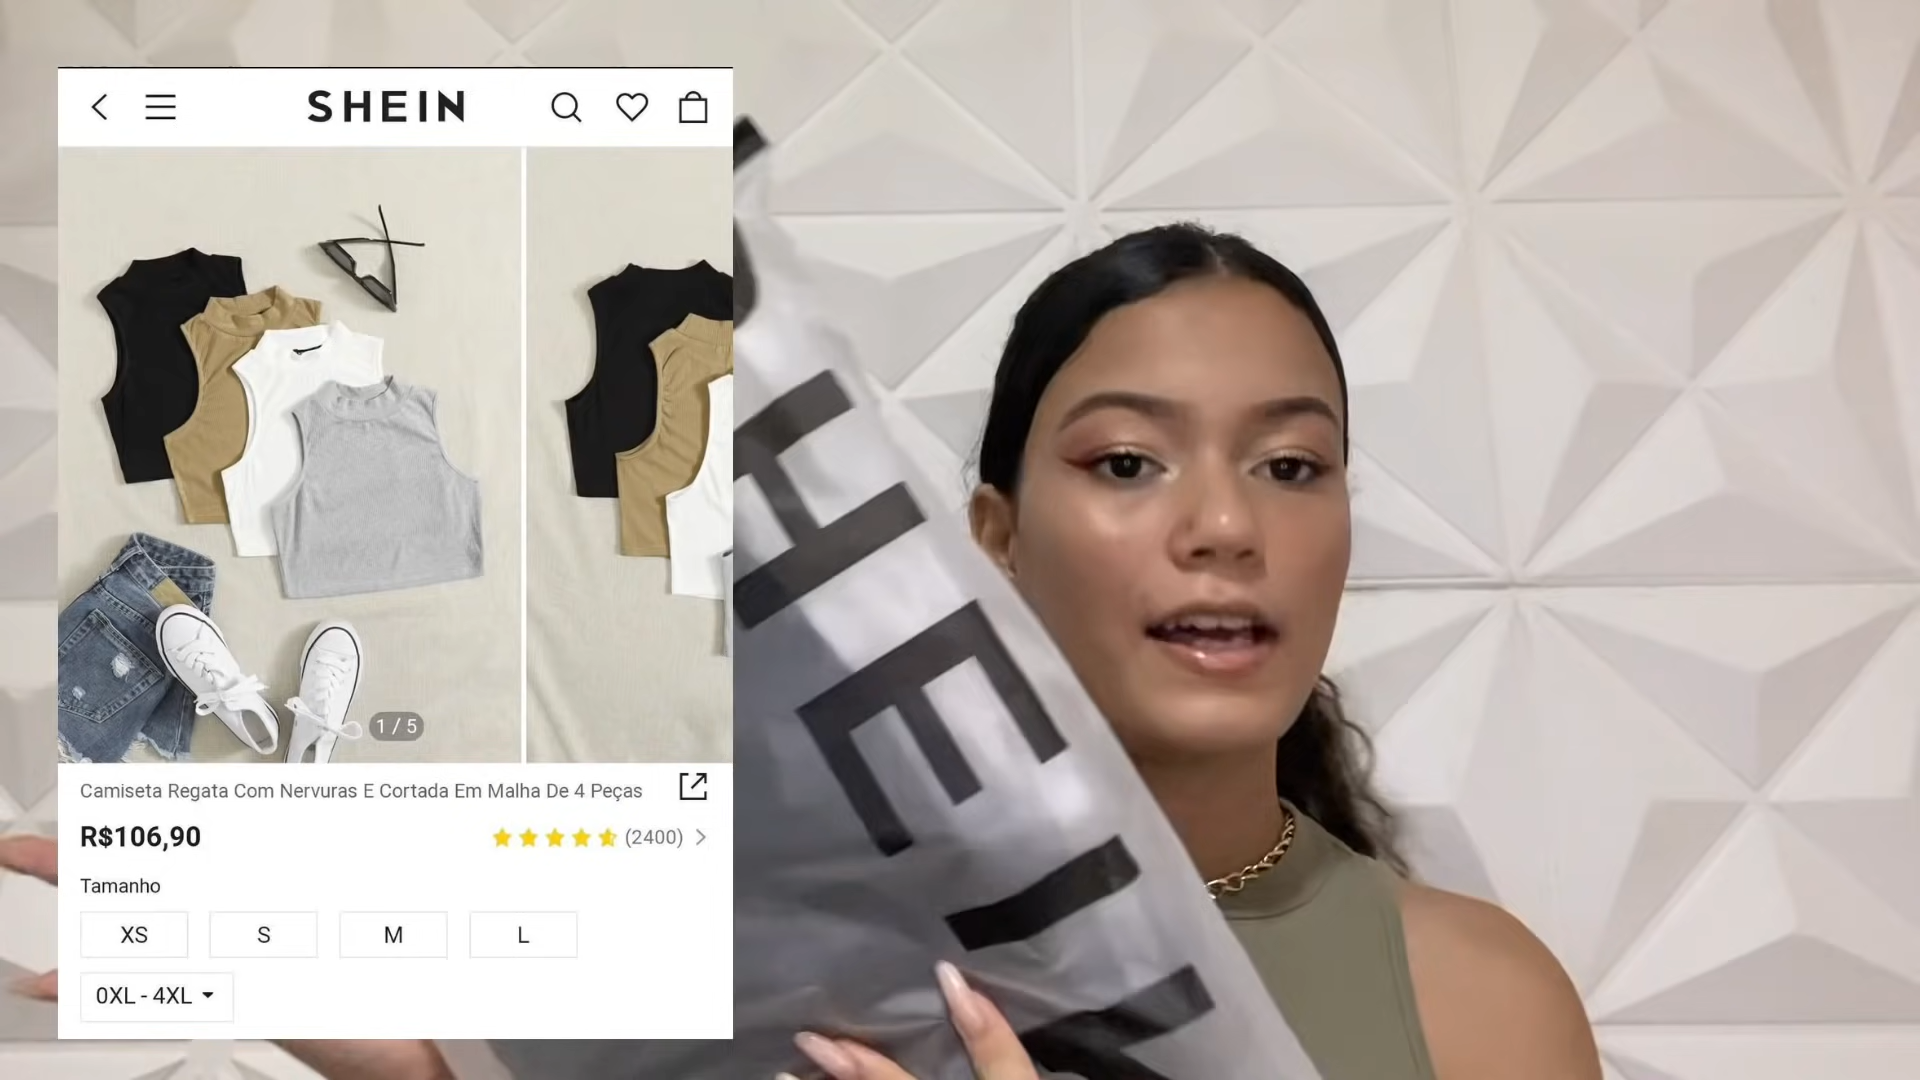 SHEIN
1 / 5
Camiseta Regata Com Nervuras E Cortada Em Malha De 4 Peças
R$106,90
(2400)
Tamanho
XS
S
M
L
0XL - 4XL
SHEIN